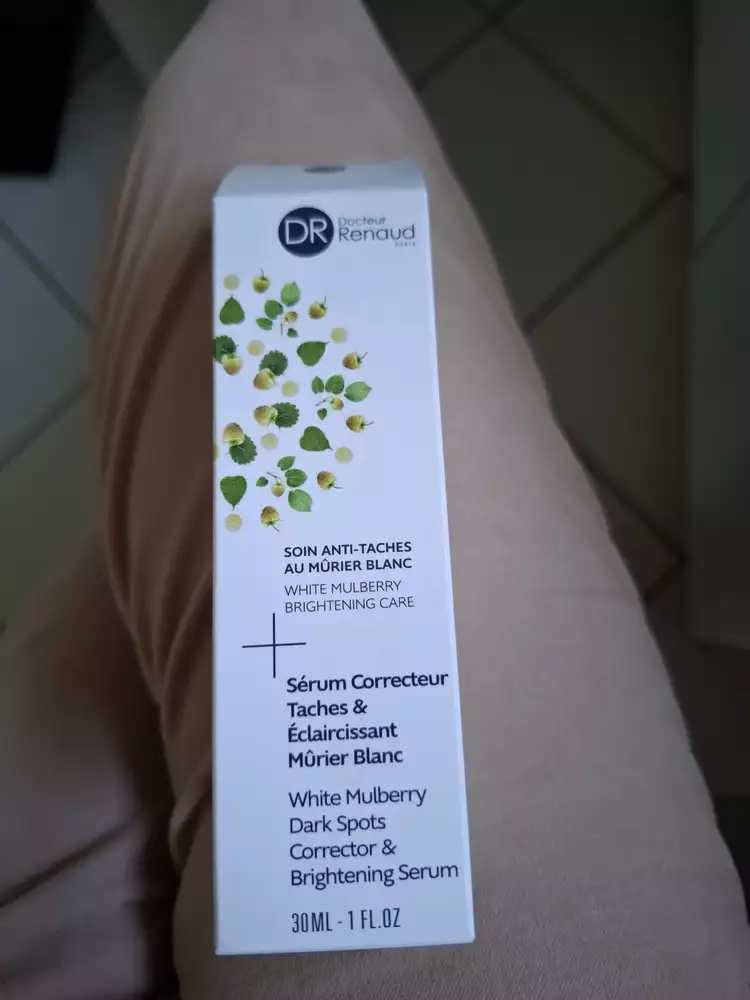 DR
Docteur
Renaud
PARIS
SOIN ANTI-TACHES
AU MÛRIER BLANC
WHITE MULBERRY
BRIGHTENING CARE
Sérum Correcteur
Taches &
Éclaircissant
Mûrier Blanc
White Mulberry
Dark Spots
Corrector &
Brightening Serum
30ML - 1 FL.OZ